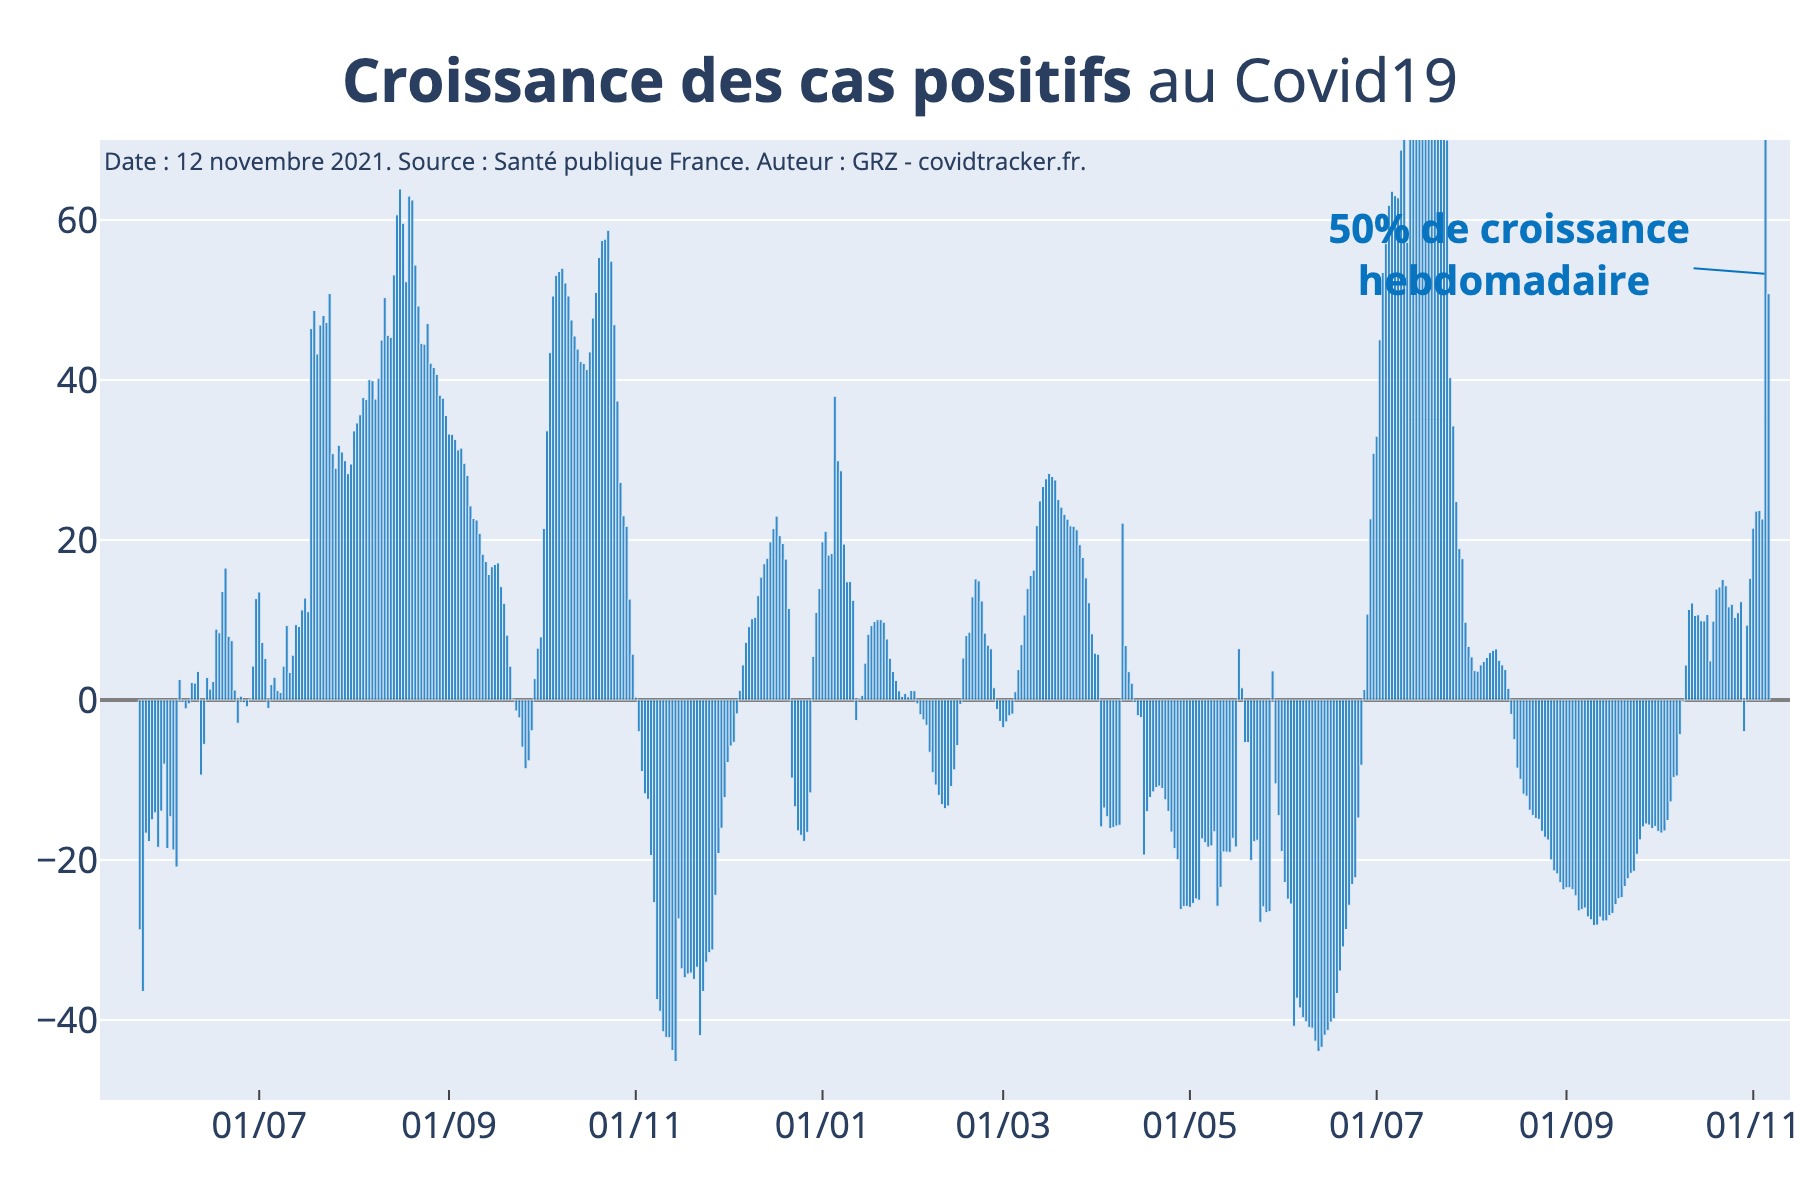 Croissance des cas positifs au Covid19
Date : 12 novembre 2021. Source : Santé publique France. Auteur : GRZ - covidtracker.fr.
60
50% de croissance
hebdomadaire
40
20
0
−20
−40
01/07 01/09 01/11 01/01 01/03 01/05 01/07 01/09 01/11